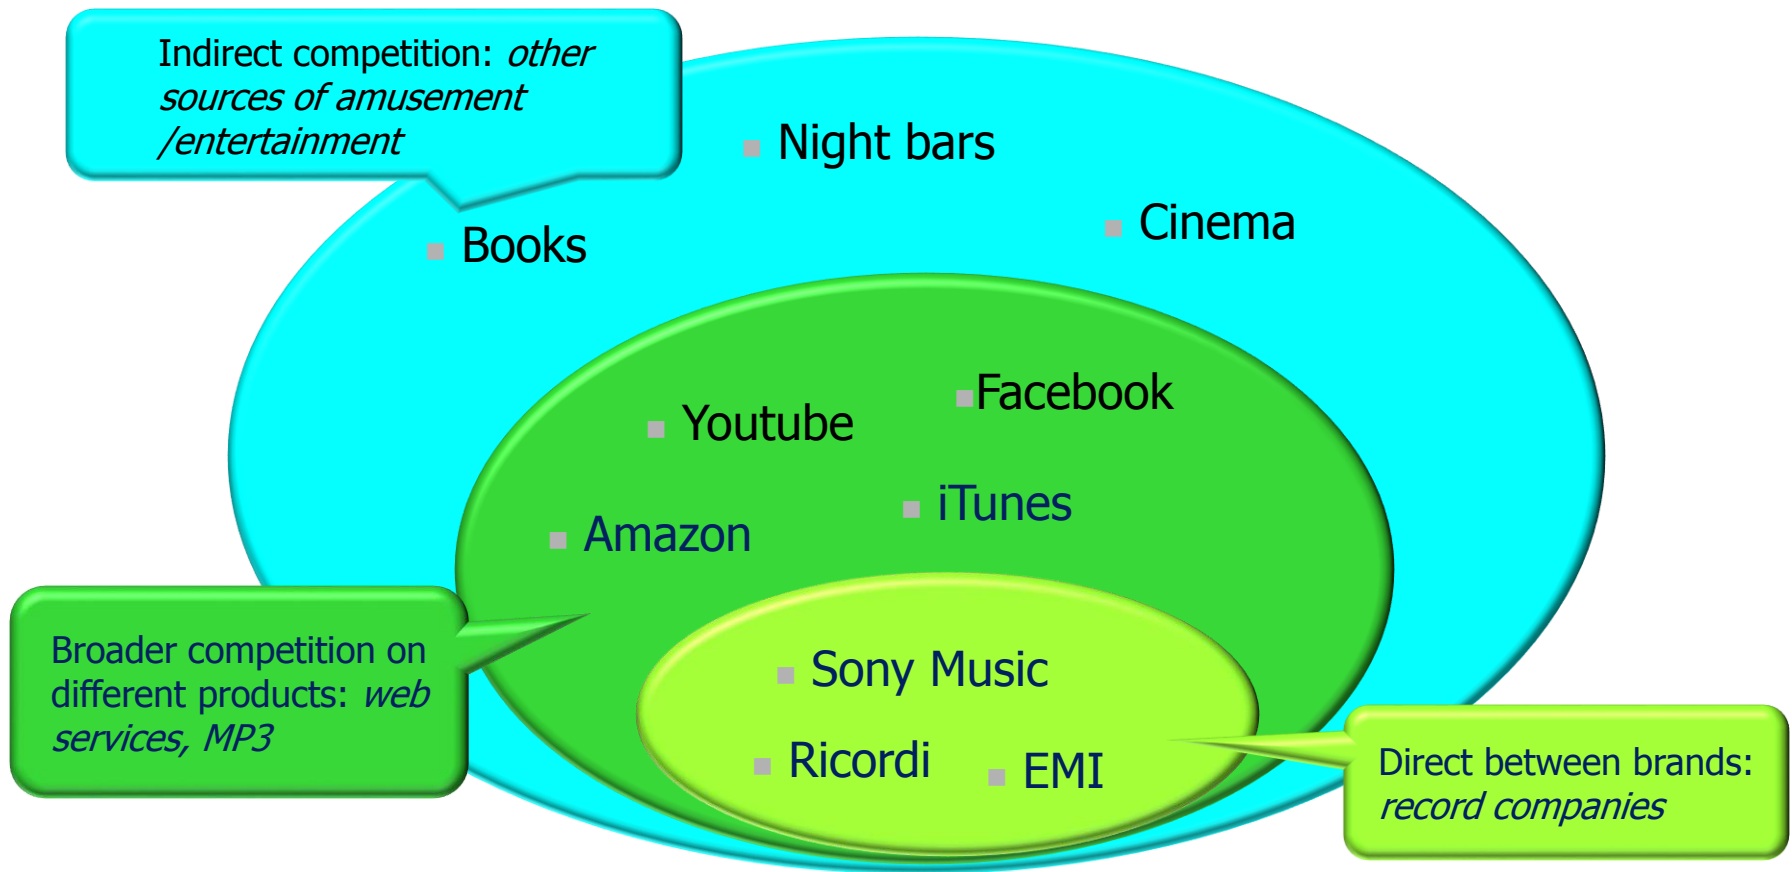 Indirect competition: other
sources of amusement
/entertainment
Night bars
Cinema
Books
Facebook
Youtube
iTunes
Amazon
Broader competition on
different products: web
services, MP3
Sony Music
Ricordi
EMI
Direct between brands:
record companies